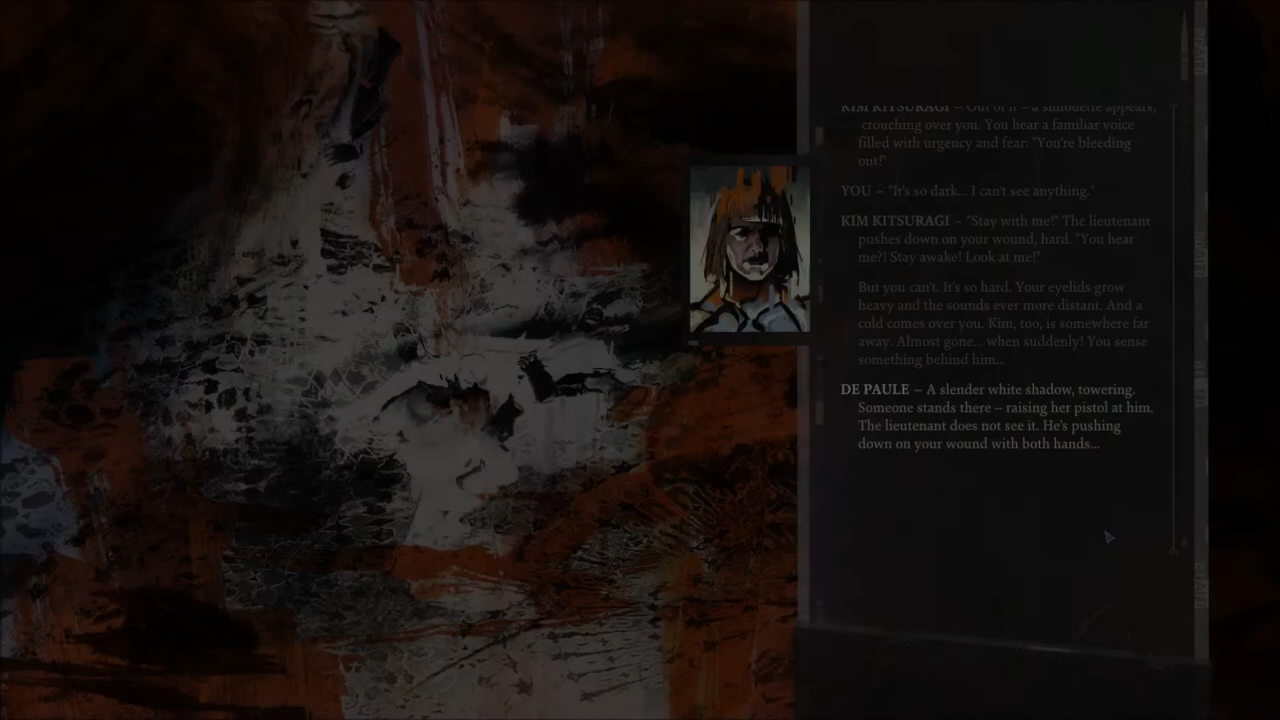 KIM KITSURAGI – Out of it – a silhouette appears,
crouching over you. You hear a familiar voice
filled with urgency and fear: "You're bleeding
out!"
YOU – "It's so dark... I can't see anything."
KIM KITSURAGI – "Stay with me!" The lieutenant
pushes down on your wound, hard. "You hear
me?! Stay awake! Look at me!"
But you can't. It's so hard. Your eyelids grow
heavy and the sounds ever more distant. And a
cold comes over you. Kim, too, is somewhere far
away. Almost gone... when suddenly! You sense
something behind him...
DE PAULE – A slender white shadow, towering.
Someone stands there – raising her pistol at him.
The lieutenant does not see it. He's pushing
down on your wound with both hands...